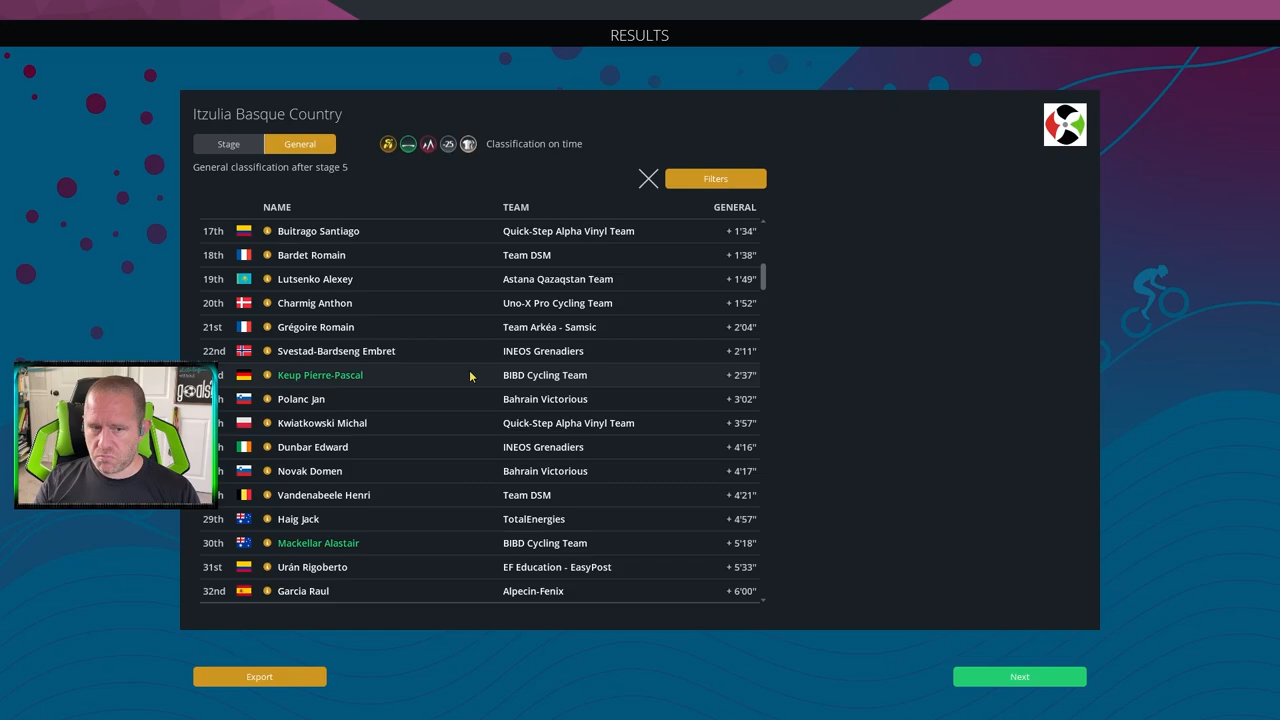 RESULTS
Itzulia Basque Country
Stage General -25 Classification on time
General classification after stage 5
Filters
NAME TEAM GENERAL
17th Buitrago Santiago Quick-Step Alpha Vinyl Team + 1'34"
18th Bardet Romain Team DSM + 1'38"
19th Lutsenko Alexey Astana Qazaqstan Team + 1'49"
20th Charmig Anthon Uno-X Pro Cycling Team + 1'52"
21st Grégoire Romain Team Arkéa - Samsic + 2'04"
22nd Svestad-Bardseng Embret INEOS Grenadiers + 2'11"
d Keup Pierre-Pascal BIBD Cycling Team + 2'37"
h Polanc Jan Bahrain Victorious + 3'02"
h Kwiatkowski Michal Quick-Step Alpha Vinyl Team + 3'57"
h Dunbar Edward INEOS Grenadiers + 4'16"
h Novak Domen Bahrain Victorious + 4'17"
h Vandenabeele Henri Team DSM + 4'21"
29th Haig Jack TotalEnergies + 4'57"
30th Mackellar Alastair BIBD Cycling Team + 5'18"
31st Urán Rigoberto EF Education - EasyPost + 5'33"
32nd Garcia Raul Alpecin-Fenix + 6'00"
goals!
Export Next